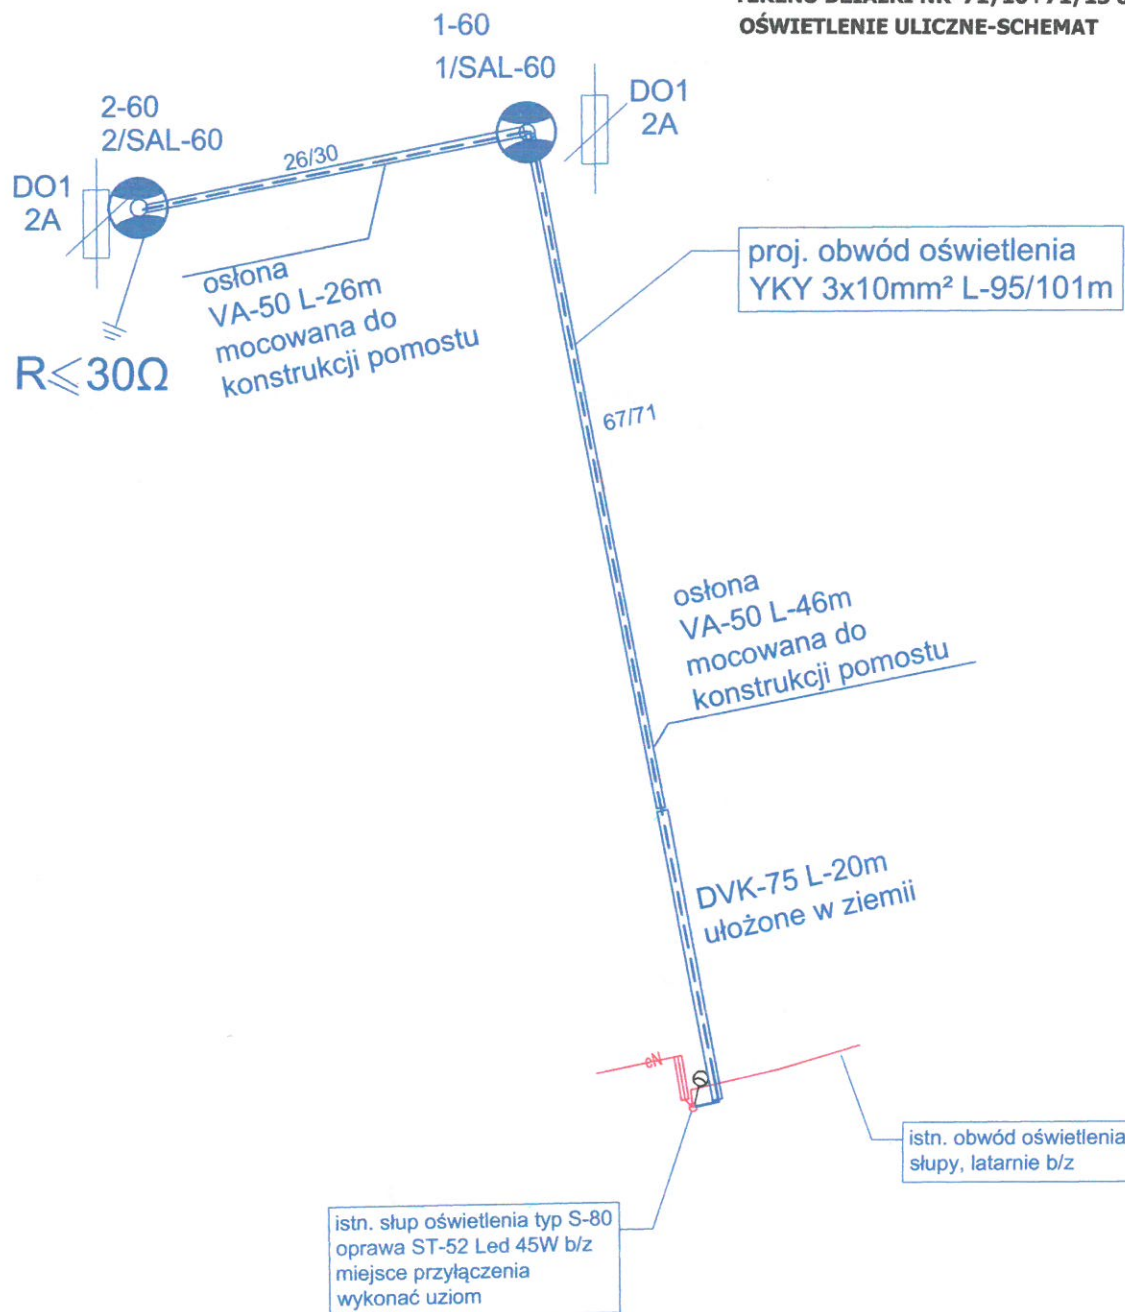 OŚWIETLENIE ULICZNE-SCHEMAT
1-60
1/SAL-60
DO1
2A
2-60
2/SAL-60
DO1
2A
26/30
osłona
VA-50 L-26m
mocowana do
konstrukcji pomostu
R⩽30Ω
proj. obwód oświetlenia
YKY 3x10mm² L-95/101m
67/71
osłona
VA-50 L-46m
mocowana do
konstrukcji pomostu
DVK-75 L-20m
ułożone w ziemii
eN
istn. obwód oświetlenia
słupy, latarnie b/z
istn. słup oświetlenia typ S-80
oprawa ST-52 Led 45W b/z
miejsce przyłączenia
wykonać uziom